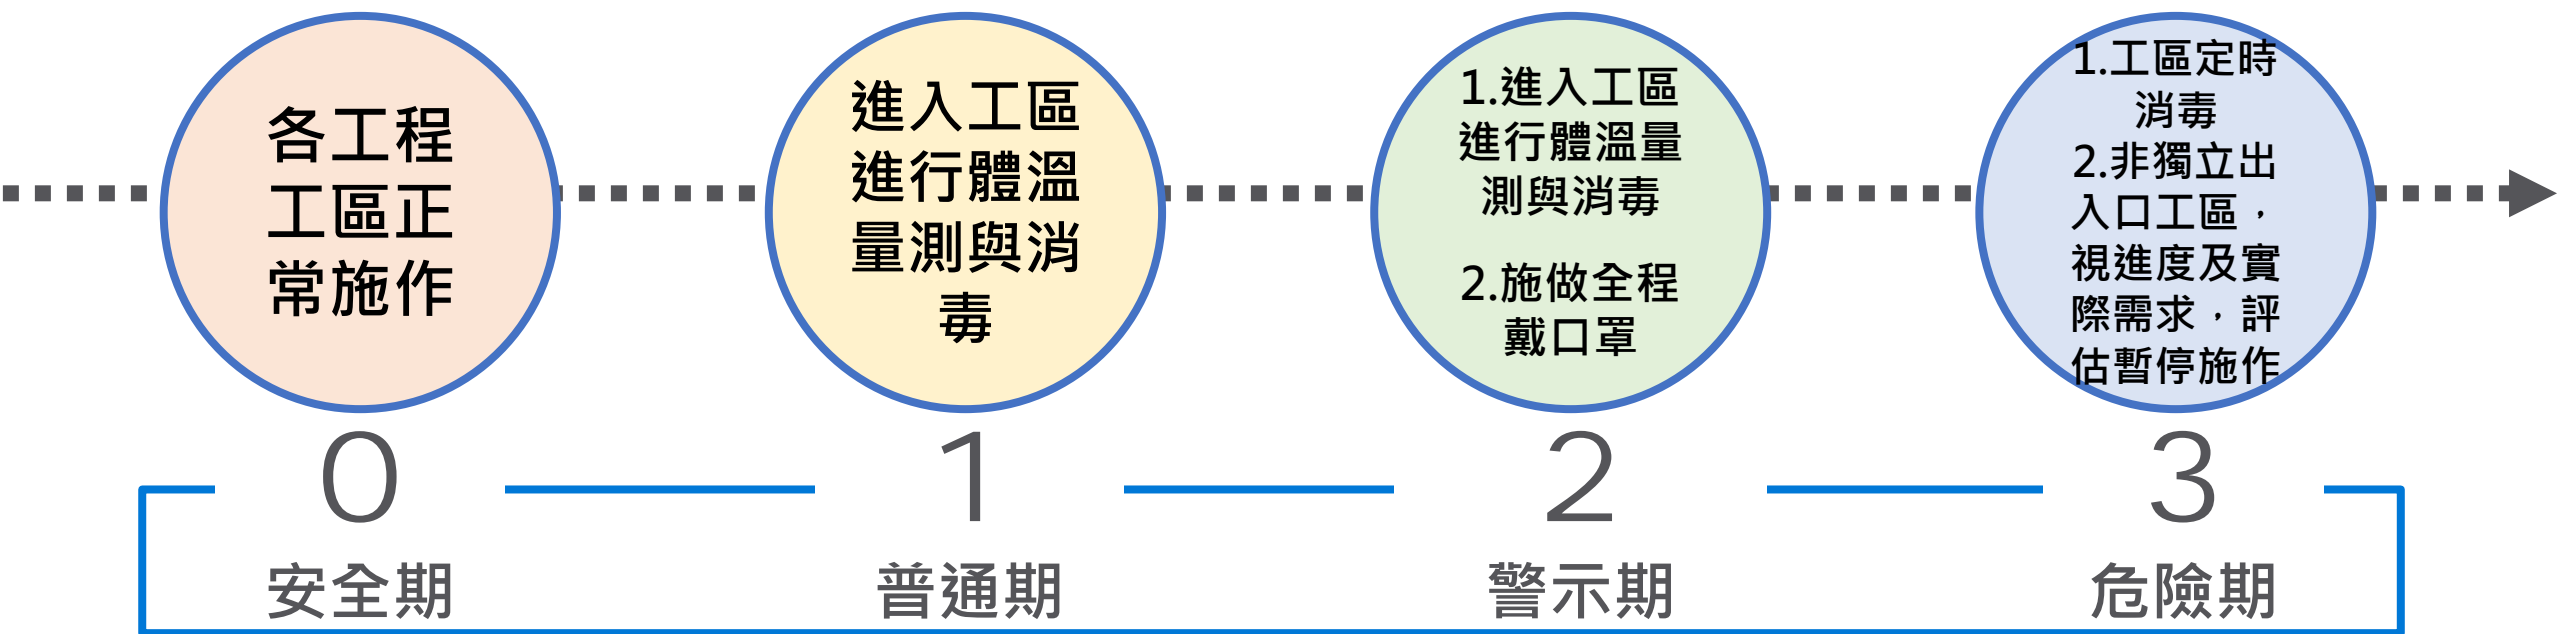 各工程
工區正
常施作
進入工區
進行體溫
量測與消
毒
1.進入工區
進行體溫量
測與消毒
2.施做全程
戴口罩
1.工區定時
消毒
2.非獨立出
入口工區，
視進度及實
際需求，評
估暫停施作
0
安全期
1
普通期
2
警示期
3
危險期